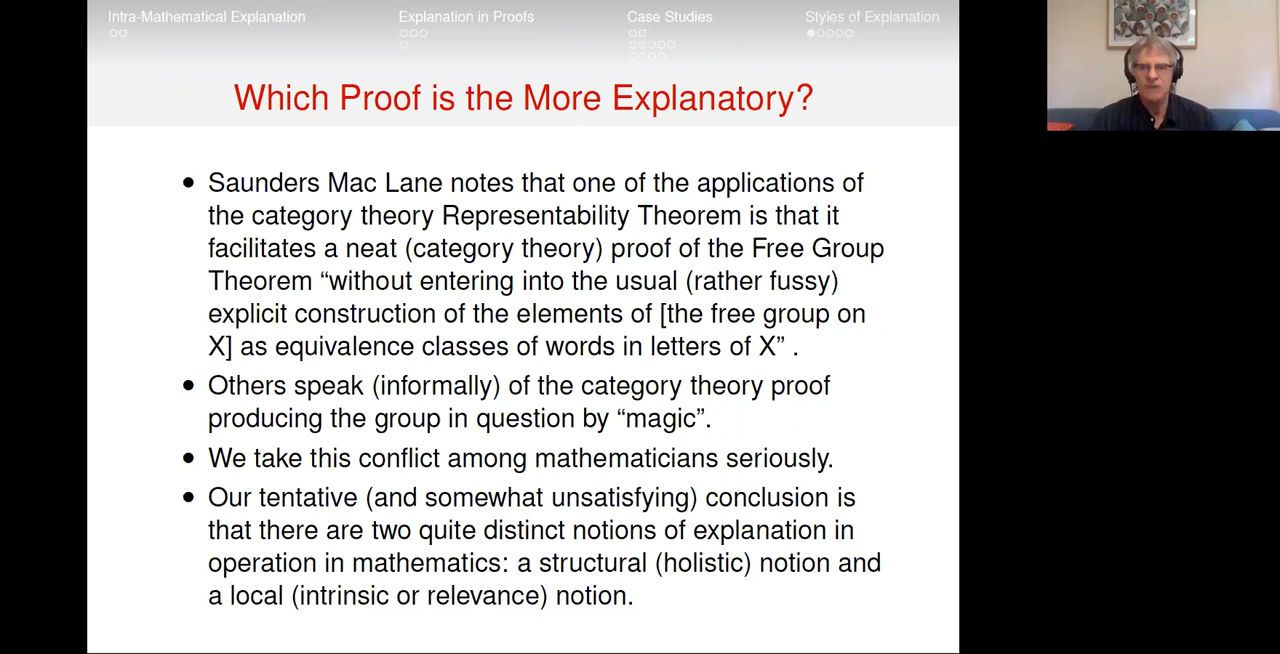 Intra-Mathematical Explanation Explanation in Proofs Case Studies Styles of Explanation
Which Proof is the More Explanatory?
• Saunders Mac Lane notes that one of the applications of
the category theory Representability Theorem is that it
facilitates a neat (category theory) proof of the Free Group
Theorem “without entering into the usual (rather fussy)
explicit construction of the elements of [the free group on
X] as equivalence classes of words in letters of X” .
• Others speak (informally) of the category theory proof
producing the group in question by “magic”.
• We take this conflict among mathematicians seriously.
• Our tentative (and somewhat unsatisfying) conclusion is
that there are two quite distinct notions of explanation in
operation in mathematics: a structural (holistic) notion and
a local (intrinsic or relevance) notion.